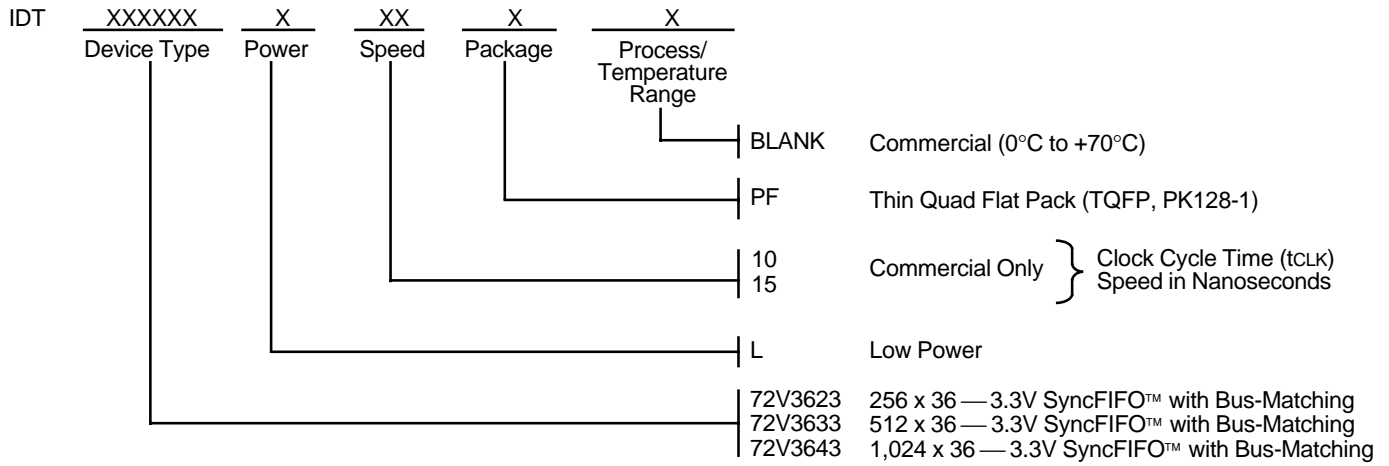 IDT XXXXXX X XX X X
Device Type Power Speed Package Process/
Temperature
Range
BLANK Commercial (0°C to +70°C)
PF Thin Quad Flat Pack (TQFP, PK128-1)
10
15
Commercial Only
Clock Cycle Time (tCLK)
Speed in Nanoseconds
L Low Power
72V3623 256 x 36 — 3.3V SyncFIFO™ with Bus-Matching
72V3633 512 x 36 — 3.3V SyncFIFO™ with Bus-Matching
72V3643 1,024 x 36 — 3.3V SyncFIFO™ with Bus-Matching